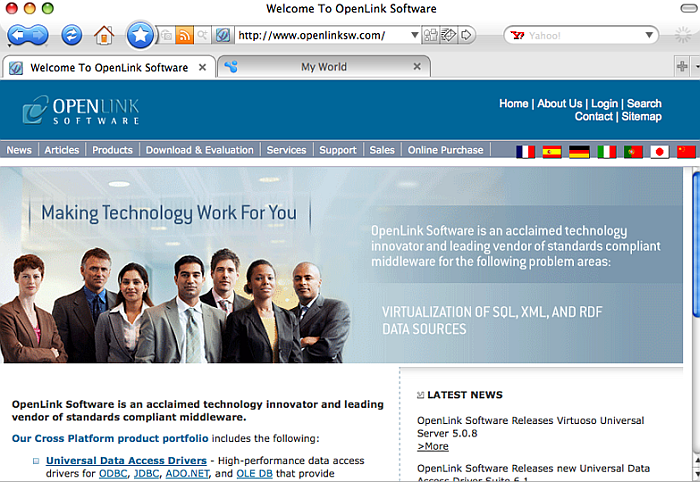 Welcome To OpenLink Software
http://www.openlinksw.com/
Yahoo!
Welcome To OpenLink Software
My World
OPENLINK
SOFTWARE
Home | About Us | Login | Search
Contact | Sitemap
News | Articles | Products | Download & Evaluation | Services | Support | Sales | Online Purchase
Making Technology Work For You
OpenLink Software is an acclaimed technology
innovator and leading vendor of standards compliant
middleware for the following problem areas:
VIRTUALIZATION OF SQL, XML, AND RDF
DATA SOURCES
OpenLink Software is an acclaimed technology innovator and leading
vendor of standards compliant middleware.
Our Cross Platform product portfolio includes the following:
Universal Data Access Drivers - High-performance data access
drivers for ODBC, JDBC, ADO.NET, and OLE DB that provide
LATEST NEWS
OpenLink Software Releases Virtuoso Universal
Server 5.0.8
>More
OpenLink Software Releases new Universal Data
Access Driver Suite 6.1